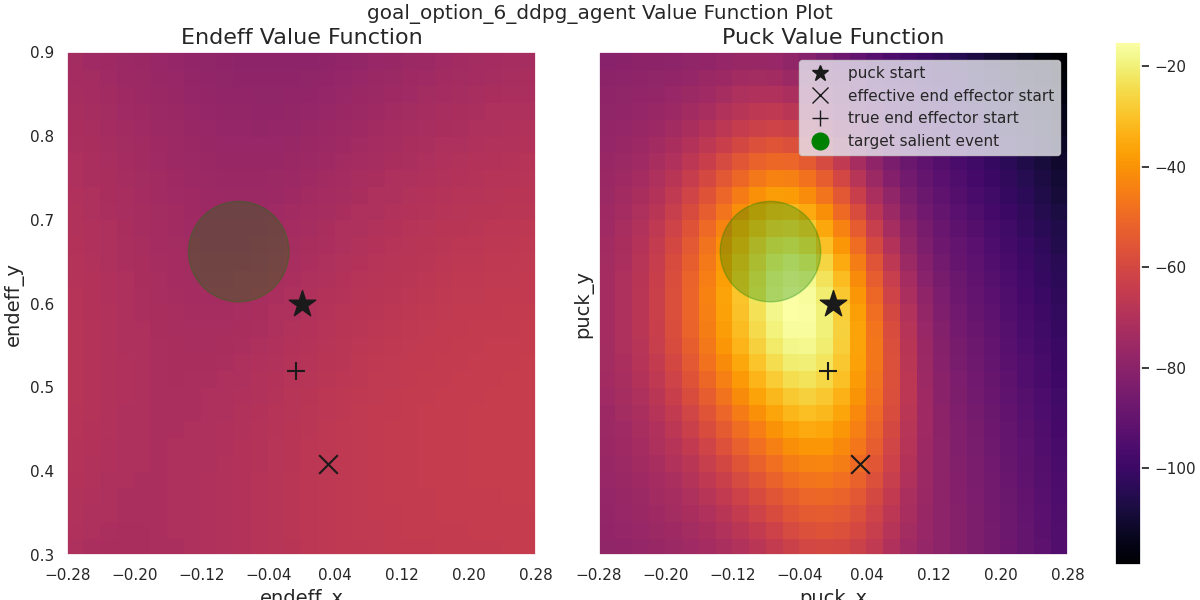 goal_option_6_ddpg_agent Value Function Plot
Endeff Value Function
Puck Value Function
puck start
effective end effector start
true end effector start
target salient event
endeff_y
0.9
0.8
0.7
0.6
0.5
0.4
0.3
−0.28 −0.20 −0.12 −0.04 0.04 0.12 0.20 0.28
endeff_x
puck_y
−0.28 −0.20 −0.12 −0.04 0.04 0.12 0.20 0.28
puck_x
−20
−40
−60
−80
−100